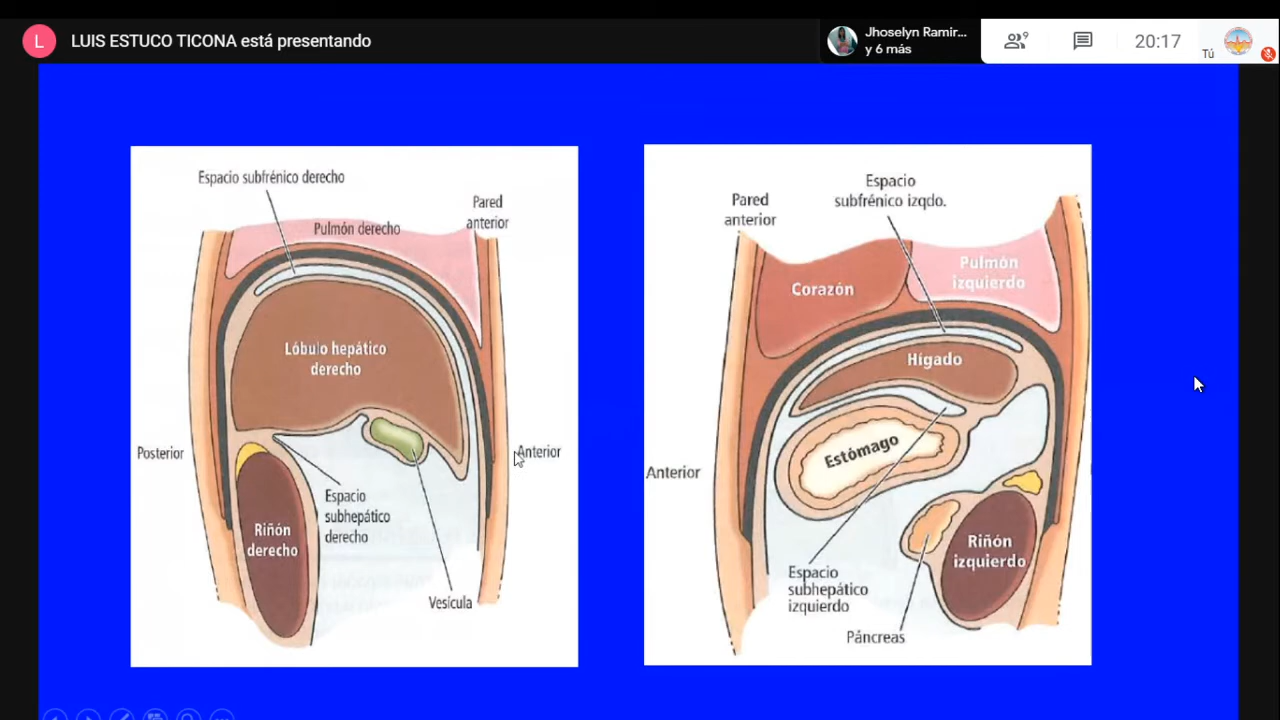 L
LUIS ESTUCO TICONA está presentando
Jhoselyn Ramir...
y 6 más
9
20:17
Tú
Espacio subfrénico derecho
Pared
anterior
Pulmón derecho
Lóbulo hepático
derecho
Posterior
Anterior
Espacio
subhepático
derecho
Riñón
derecho
Vesícula
Espacio
subfrénico izqdo.
Pared
anterior
Pulmón
izquierdo
Corazón
Hígado
Estómago
Anterior
Riñón
izquierdo
Espacio
subhepático
izquierdo
Páncreas